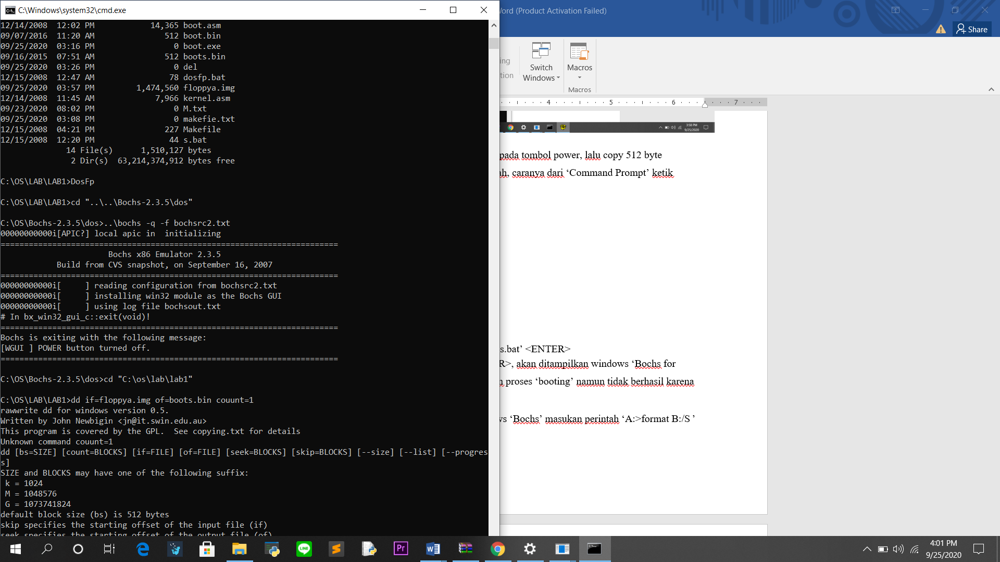 C:\Windows\system32\cmd.exe
12/14/2008  12:02 PM            14,365 boot.asm
09/07/2016  11:20 AM               512 boot.bin
09/25/2020  03:16 PM                 0 boot.exe
09/16/2015  07:51 AM               512 boots.bin
09/25/2020  03:26 PM                 0 del
12/15/2008  12:47 AM                78 dosfp.bat
09/25/2020  03:57 PM         1,474,560 floppya.img
12/14/2008  11:45 AM             7,966 kernel.asm
09/23/2020  08:02 PM                 0 M.txt
09/25/2020  03:08 PM                 0 makefie.txt
12/15/2008  04:21 PM               227 Makefile
12/15/2008  12:20 PM                44 s.bat
14 File(s)      1,510,127 bytes
2 Dir(s)  63,214,374,912 bytes free
C:\OS\LAB\LAB1>DosFp
C:\OS\LAB\LAB1>cd "..\..\Bochs-2.3.5\dos"
C:\OS\Bochs-2.3.5\dos>..\bochs -q -f bochsrc2.txt
00000000000i[APIC?] local apic in  initializing
========================================================================
Bochs x86 Emulator 2.3.5
Build from CVS snapshot, on September 16, 2007
========================================================================
00000000000i[     ] reading configuration from bochsrc2.txt
00000000000i[     ] installing win32 module as the Bochs GUI
00000000000i[     ] using log file bochsout.txt
# In bx_win32_gui_c::exit(void)!
========================================================================
Bochs is exiting with the following message:
[WGUI ] POWER button turned off.
========================================================================
C:\OS\Bochs-2.3.5\dos>cd "C:\os\lab\lab1"
C:\OS\LAB\LAB1>dd if=floppya.img of=boots.bin couunt=1
rawwrite dd for windows version 0.5.
Written by John Newbigin <jn@it.swin.edu.au>
This program is covered by the GPL.  See copying.txt for details
Unknown command couunt=1
dd [bs=SIZE] [count=BLOCKS] [if=FILE] [of=FILE] [seek=BLOCKS] [skip=BLOCKS] [--size] [--list] [--progres
s]
SIZE and BLOCKS may have one of the following suffix:
k = 1024
M = 1048576
G = 1073741824
default block size (bs) is 512 bytes
skip specifies the starting offset of the input file (if)
seek specifies the starting offset of the output file (of)
Word (Product Activation Failed)
Share
ing
tion
Switch
Windows
Macros
Macros
4 5 6 7
3:58 PM
9/25/2020
pada tombol power, lalu copy 512 byte
ah, caranya dari ‘Command Prompt’ ketik
s.bat’ <ENTER>
R>, akan ditampilkan windows ‘Bochs for
n proses ‘booting’ namun tidak berhasil karena
ws ‘Bochs’ masukan perintah ‘A:>format B:/S ’
LINE
Pr
4:01 PM
9/25/2020